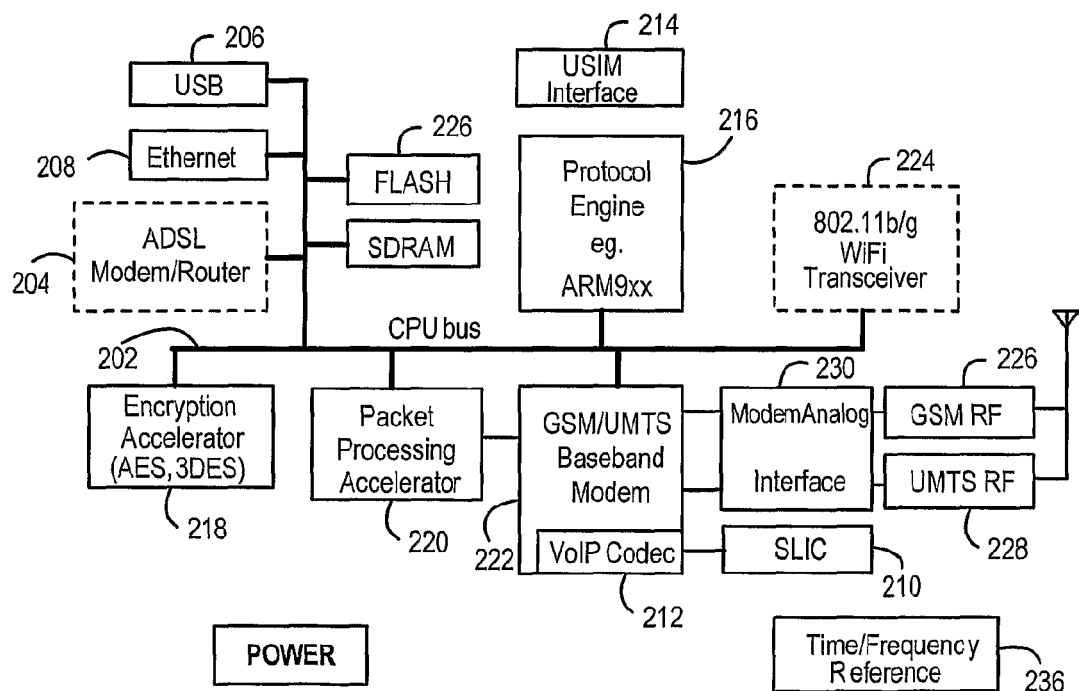 206
USB
208
Ethernet
226
FLASH
SDRAM
204
ADSL
Modem/Router
214
USIM
Interface
216
Protocol
Engine
eg.
ARM9xx
224
802.11b/g
WiFi
Transceiver
202
CPU bus
Encryption
Accelerator
(AES, 3DES)
218
Packet
Processing
Accelerator
220
GSM/UMTS
Baseband
Modem
222
VoIP Codec
212
230
Modem Analog
Interface
226
GSM RF
UMTS RF
228
SLIC
210
POWER
Time/Frequency
Reference
236